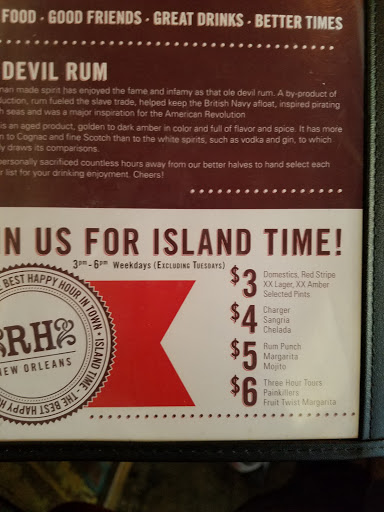 FOOD · GOOD FRIENDS · GREAT DRINKS · BETTER TIMES
DEVIL RUM
man made spirit has enjoyed the fame and infamy as that ole devil rum. A by-product of
uction, rum fueled the slave trade, helped keep the British Navy afloat, inspired pirating
h seas and was a major inspiration for the American Revolution
is an aged product, golden to dark amber in color and full of flavor and spice. It has more
n to Cognac and fine Scotch than to the white spirits, such as vodka and gin, to which
ly draws its comparisons.
personally sacrificed countless hours away from our better halves to hand select each
r list for your drinking enjoyment. Cheers!
IN US FOR ISLAND TIME!
3pm - 6pm Weekdays (Excluding Tuesdays)
$3
Domestics, Red Stripe
XX Lager, XX Amber
Selected Pints
$4
Charger
Sangria
Chelada
$5
Rum Punch
Margarita
Mojito
$6
Three Hour Tours
Painkillers
Fruit Twist Margarita
BEST HAPPY HOUR IN TOWN · ISLAND TIME · THE BEST HAPPY H
RH
NEW ORLEANS